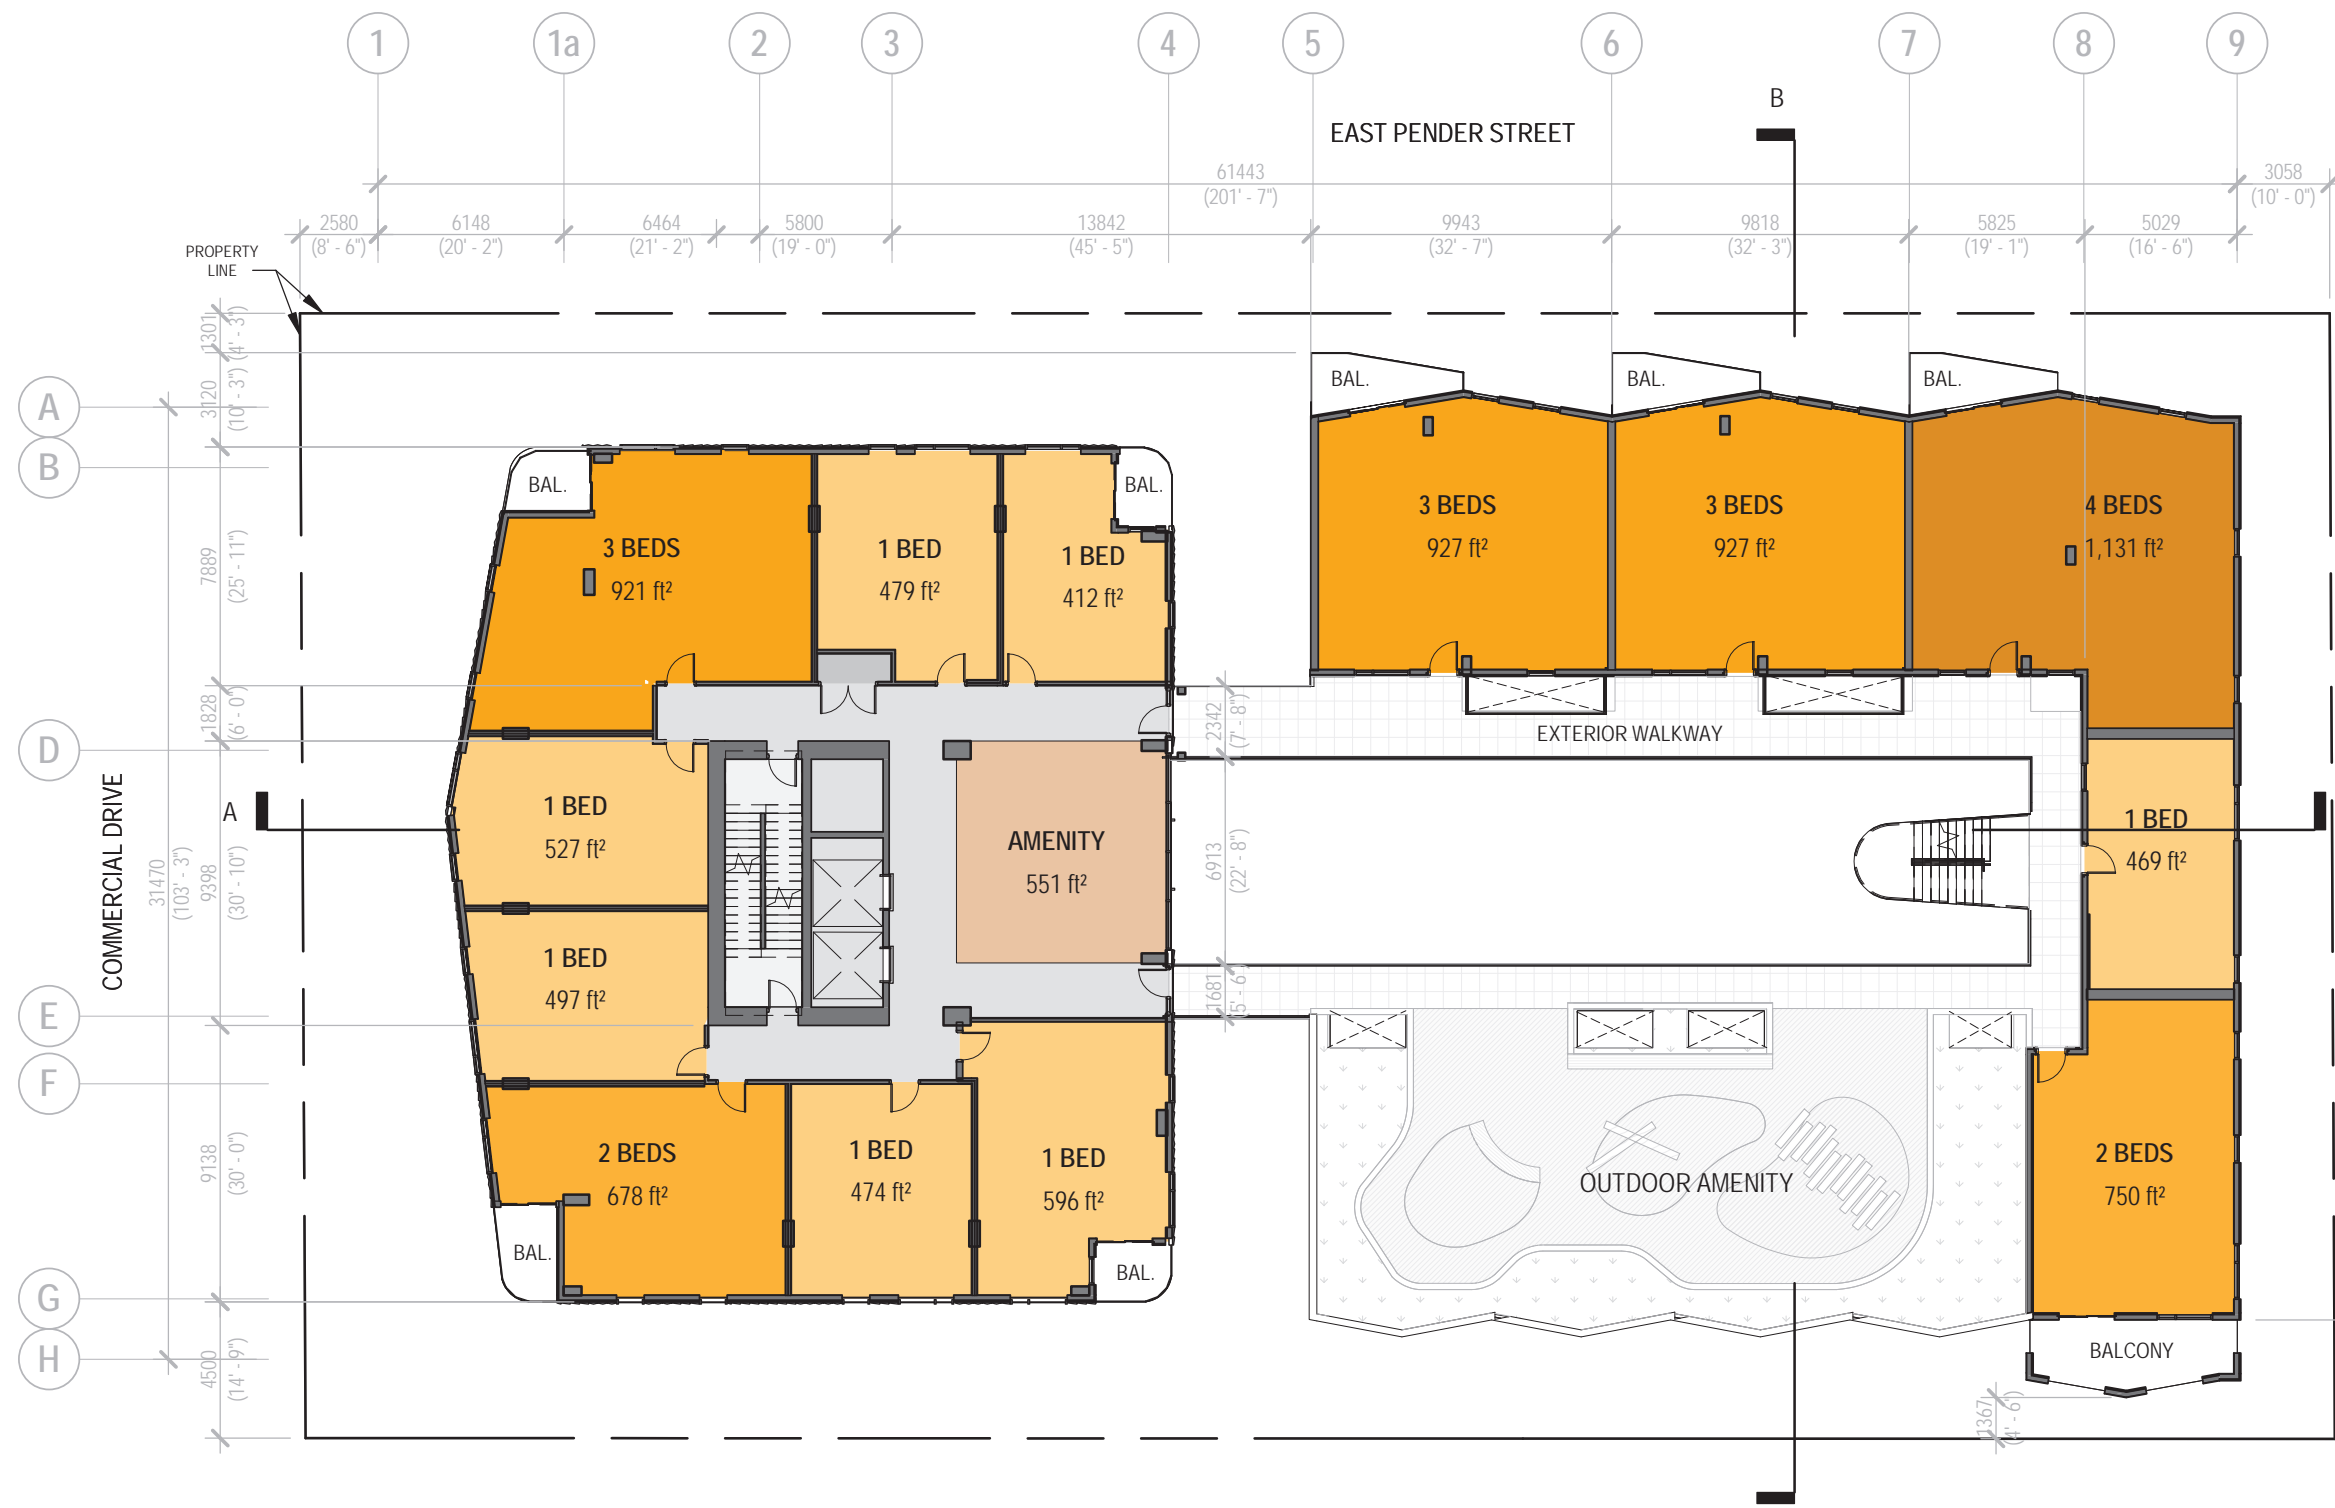 1
1a
2
3
4
5
6
7
8
9
B
EAST PENDER STREET
61443
(201' - 7")
3058
(10' - 0")
2580
(8' - 6")
6148
(20' - 2")
6464
(21' - 2")
5800
(19' - 0")
13842
(45' - 5")
9943
(32' - 7")
9818
(32' - 3")
5825
(19' - 1")
5029
(16' - 6")
PROPERTY
LINE
1301
(4' - 3")
3120
(10' - 3")
7889
(25' - 11")
1828
(6' - 0")
31470
(103' - 3")
9398
(30' - 10")
9138
(30' - 0")
4500
(14' - 9")
A
B
D
E
F
G
H
COMMERCIAL DRIVE
A
BAL.
BAL.
BAL.
BAL.
BAL.
3 BEDS
921 ft²
1 BED
479 ft²
1 BED
412 ft²
3 BEDS
927 ft²
3 BEDS
927 ft²
4 BEDS
1,131 ft²
2342
(7' - 8")
EXTERIOR WALKWAY
1 BED
527 ft²
AMENITY
551 ft²
6913
(22' - 8")
1 BED
469 ft²
1 BED
497 ft²
1681
(5' - 6")
2 BEDS
678 ft²
1 BED
474 ft²
1 BED
596 ft²
OUTDOOR AMENITY
2 BEDS
750 ft²
BAL.
BAL.
BALCONY
1367
(4' - 6")